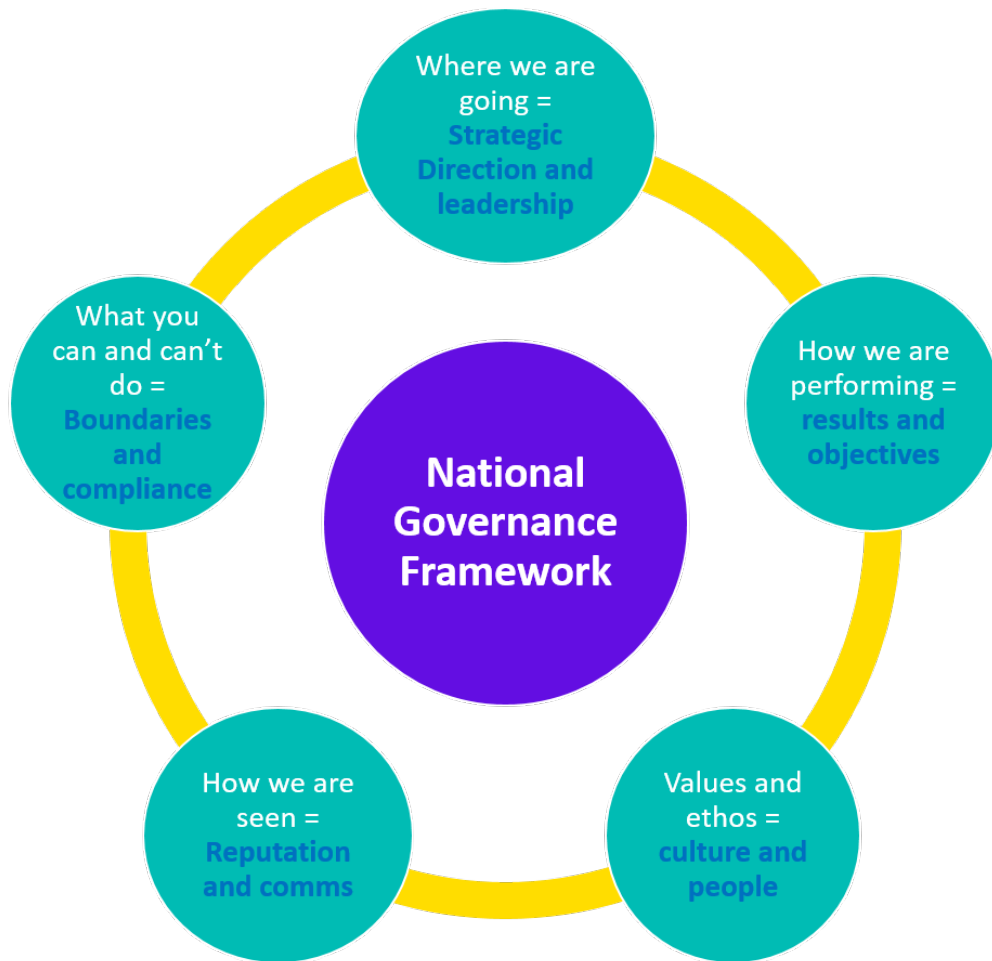 Where we are
going =
Strategic
Direction and
leadership
How we are
performing =
results and
objectives
Values and
ethos =
culture and
people
How we are
seen =
Reputation
and comms
What you
can and can't
do =
Boundaries
and
compliance
National
Governance
Framework